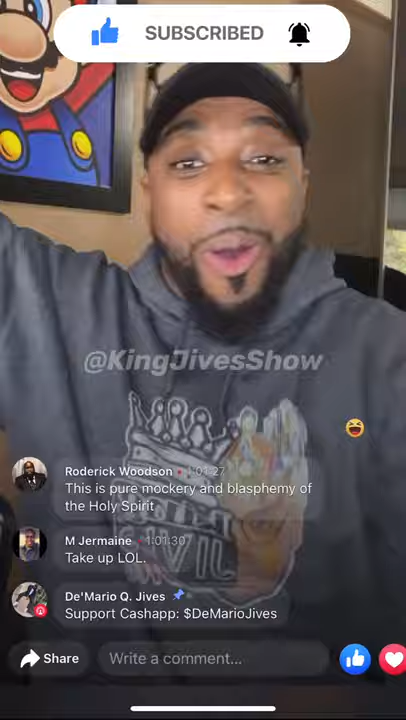 SUBSCRIBED
@KingJivesShow
Roderick Woodson • 1:01:27
This is pure mockery and blasphemy of
the Holy Spirit
M Jermaine • 1:01:30
Take up LOL.
De'Mario Q. Jives
Support Cashapp: $DeMarioJives
Share
Write a comment...